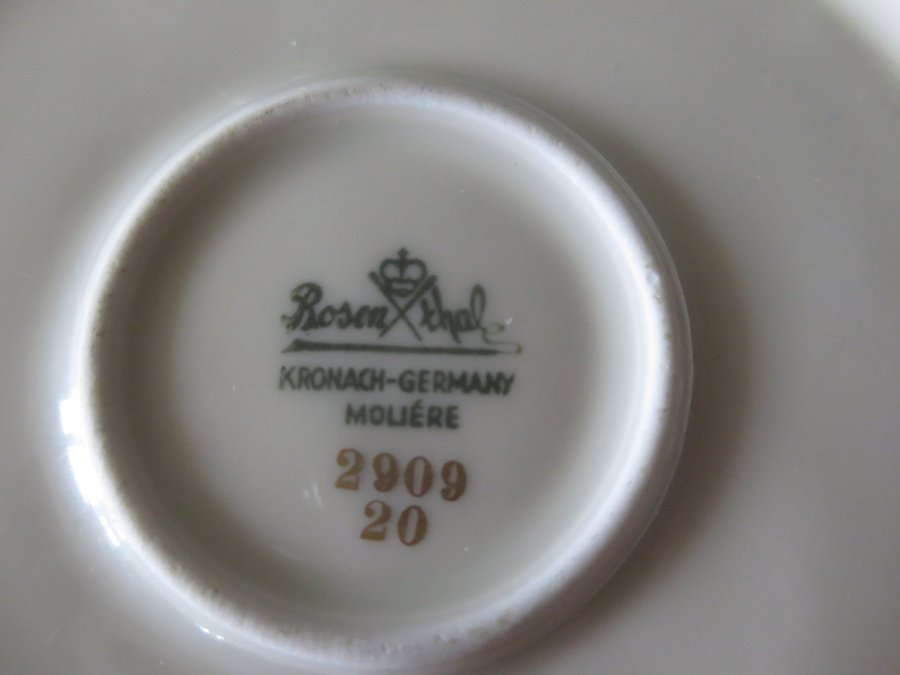 Rosenthal
KRONACH-GERMANY
MOLIÉRE
2909
20